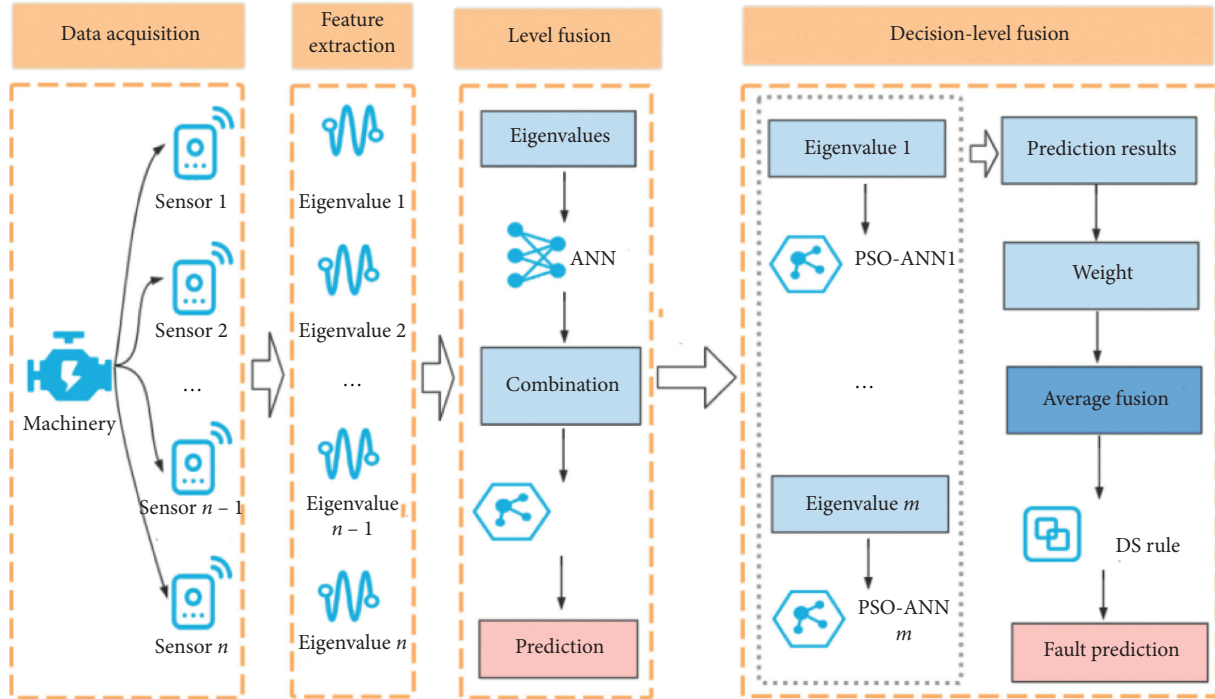 Data acquisition
Feature
extraction
Level fusion
Decision-level fusion
Machinery
Sensor 1
Sensor 2
...
Sensor n – 1
Sensor n
Eigenvalue 1
Eigenvalue 2
...
Eigenvalue
n – 1
Eigenvalue n
Eigenvalues
ANN
Combination
Prediction
Eigenvalue 1
PSO-ANN1
...
Eigenvalue m
PSO-ANN
m
Prediction results
Weight
Average fusion
DS rule
Fault prediction